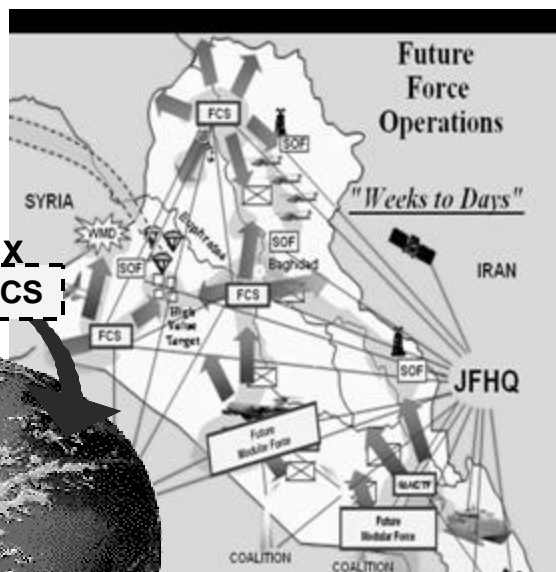 Future
Force
Operations
FCS
SOF
"Weeks to Days"
SYRIA
WMD
Euphrates
SOF
SOF
Baghdad
IRAN
X
CS
FCS
FCS
High
Value
Target
SOF
JFHQ
Future
Modular Force
MAGTF
Future
Modular Force
COALITION
COALITION